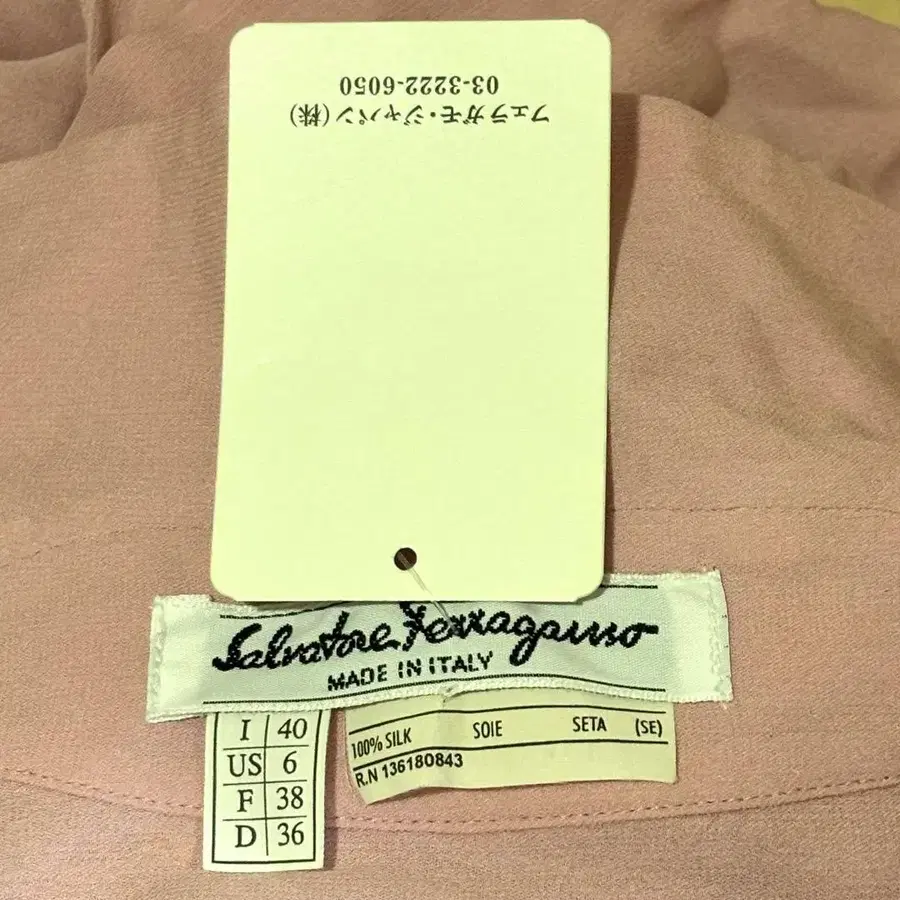 フェラガモ・ジャパン(株)
03-3222-6050
Salvatore Ferragamo
MADE IN ITALY
I 40
US 6
F 38
D 36
100% SILK SOIE SETA (SE)
R.N 136180843